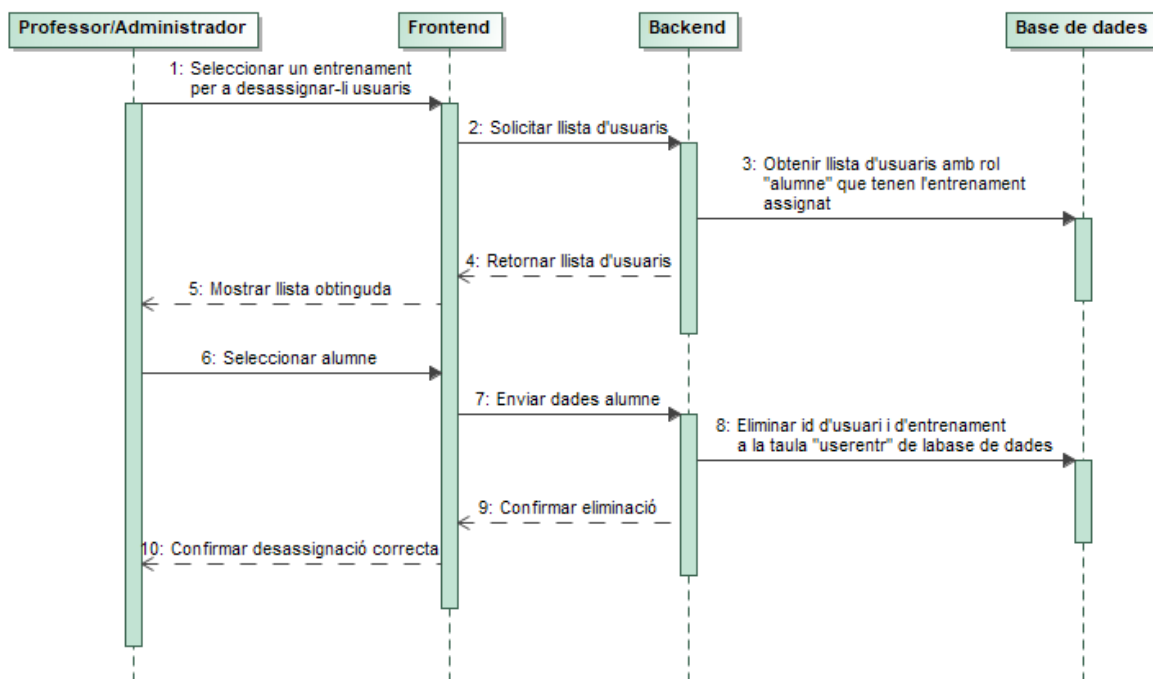 Professor/Administrador
Frontend
Backend
Base de dades
1: Seleccionar un entrenament
per a desassignar-li usuaris
2: Solicitar llista d'usuaris
3: Obtenir llista d'usuaris amb rol
"alumne" que tenen l'entrenament
assignat
4: Retornar llista d'usuaris
5: Mostrar llista obtinguda
6: Seleccionar alumne
7: Enviar dades alumne
8: Eliminar id d'usuari i d'entrenament
a la taula "userentr" de labase de dades
9: Confirmar eliminació
10: Confirmar desassignació correcta